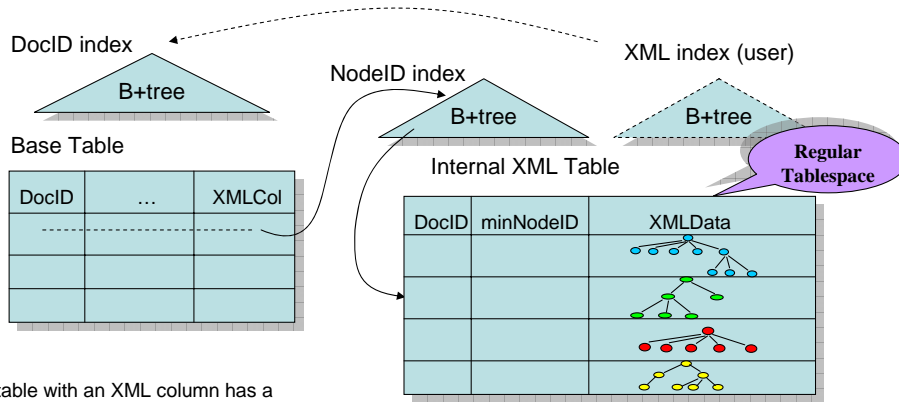 DocID index
XML index (user)
NodeID index
B+tree
B+tree
B+tree
Base Table
Internal XML Table
Regular
Tablespace
DocID … XMLCol
DocID minNodeID XMLData
table with an XML column has a